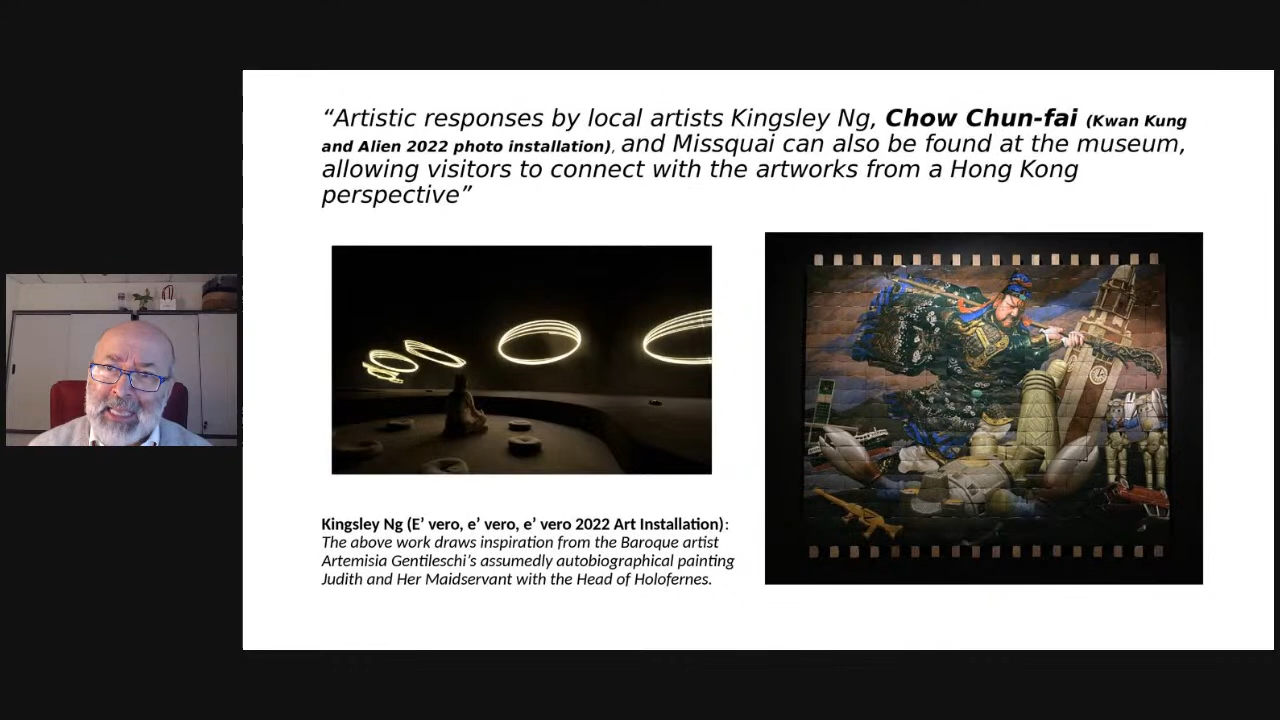 “Artistic responses by local artists Kingsley Ng, Chow Chun-fai (Kwan Kung
and Alien 2022 photo installation), and Missquai can also be found at the museum,
allowing visitors to connect with the artworks from a Hong Kong
perspective”
Kingsley Ng (E’ vero, e’ vero, e’ vero 2022 Art Installation):
The above work draws inspiration from the Baroque artist
Artemisia Gentileschi’s assumedly autobiographical painting
Judith and Her Maidservant with the Head of Holofernes.